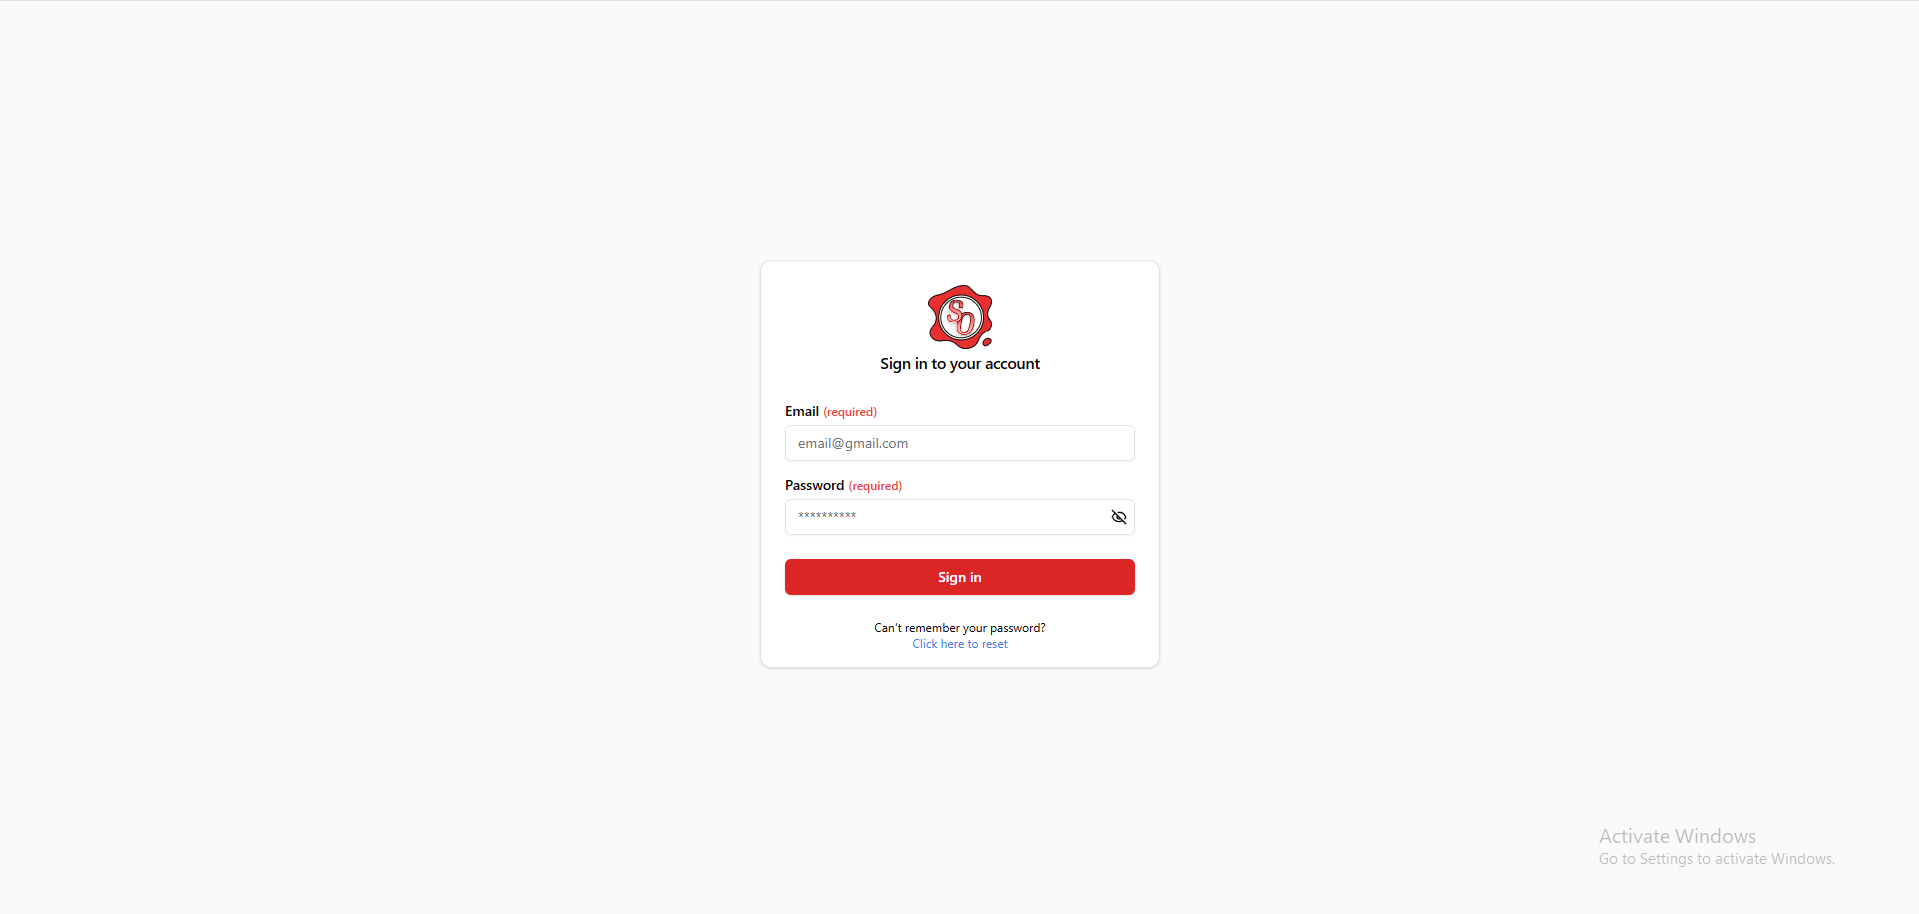 SO
Sign in to your account
Email (required)
email@gmail.com
Password (required)
**********
Sign in
Can't remember your password?
Click here to reset
Activate Windows
Go to Settings to activate Windows.